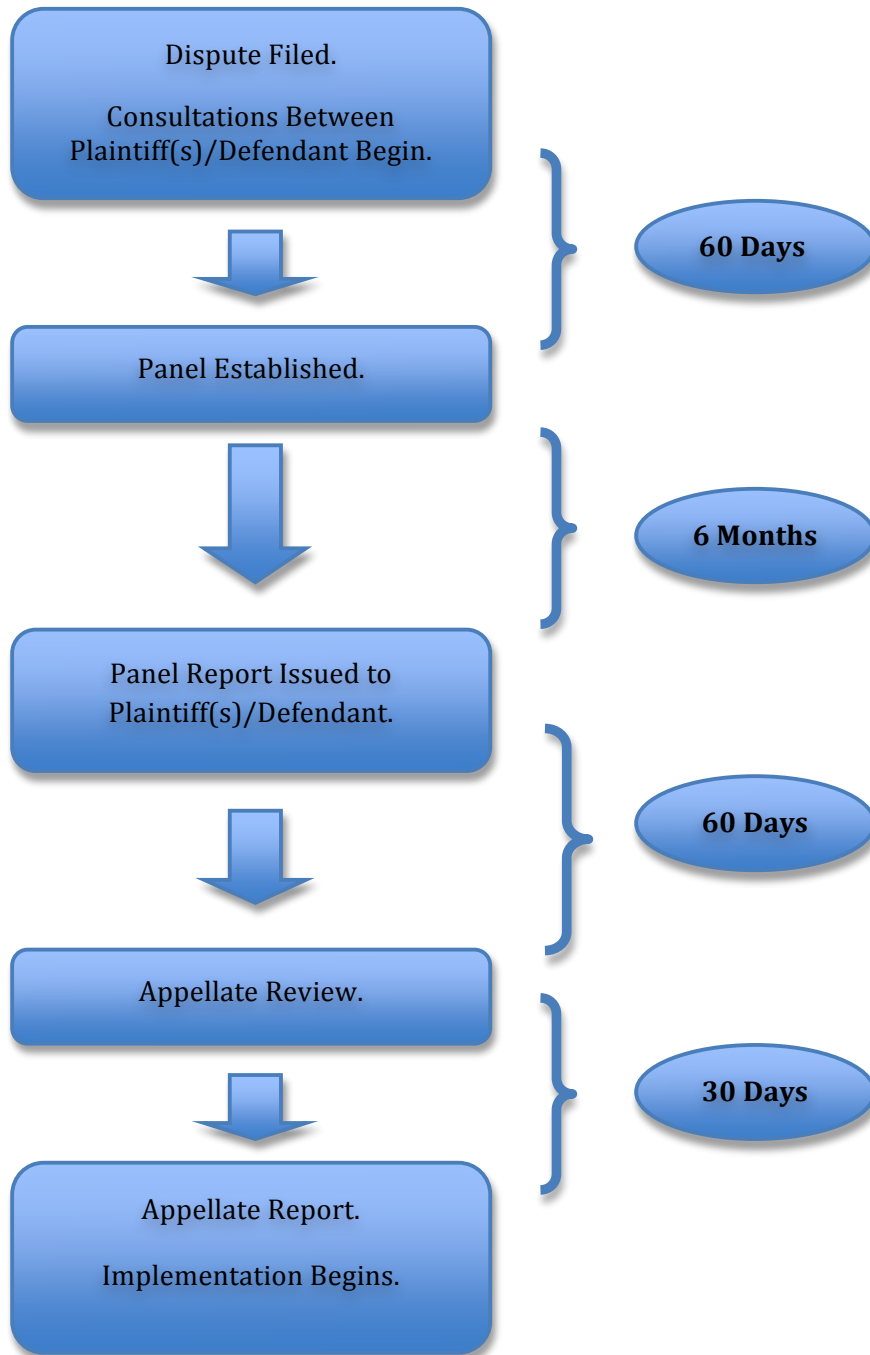 Dispute Filed.
Consultations Between
Plaintiff(s)/Defendant Begin.
60 Days
Panel Established.
6 Months
Panel Report Issued to
Plaintiff(s)/Defendant.
60 Days
Appellate Review.
30 Days
Appellate Report.
Implementation Begins.